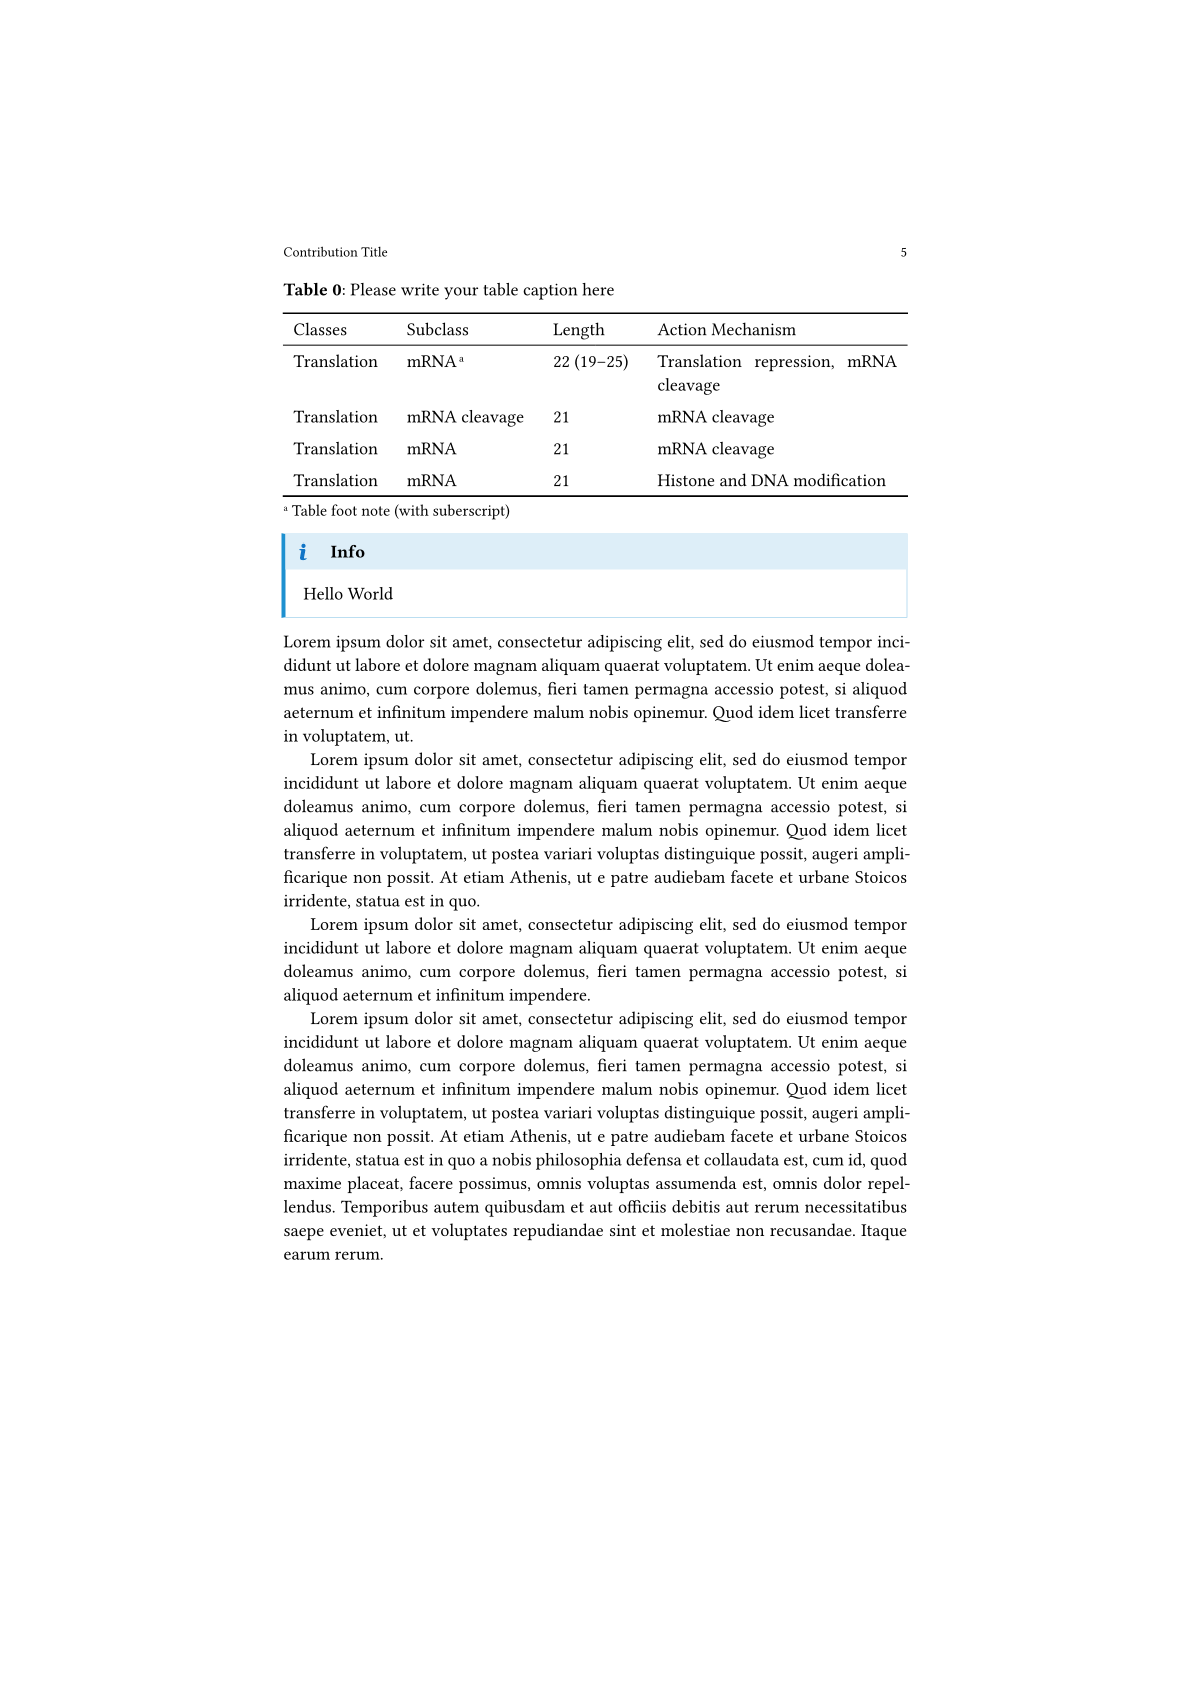 Contribution Title 5
Table 0: Please write your table caption here
Classes Subclass Length Action Mechanism
Translation mRNA ᵃ 22 (19–25) Translation repression, mRNA
cleavage
Translation mRNA cleavage 21 mRNA cleavage
Translation mRNA 21 mRNA cleavage
Translation mRNA 21 Histone and DNA modification
ᵃ Table foot note (with suberscript)
i Info
Hello World
Lorem ipsum dolor sit amet, consectetur adipiscing elit, sed do eiusmod tempor inci-
didunt ut labore et dolore magnam aliquam quaerat voluptatem. Ut enim aeque dolea-
mus animo, cum corpore dolemus, fieri tamen permagna accessio potest, si aliquod
aeternum et infinitum impendere malum nobis opinemur. Quod idem licet transferre
in voluptatem, ut.
Lorem ipsum dolor sit amet, consectetur adipiscing elit, sed do eiusmod tempor
incididunt ut labore et dolore magnam aliquam quaerat voluptatem. Ut enim aeque
doleamus animo, cum corpore dolemus, fieri tamen permagna accessio potest, si
aliquod aeternum et infinitum impendere malum nobis opinemur. Quod idem licet
transferre in voluptatem, ut postea variari voluptas distinguique possit, augeri ampli-
ficarique non possit. At etiam Athenis, ut e patre audiebam facete et urbane Stoicos
irridente, statua est in quo.
Lorem ipsum dolor sit amet, consectetur adipiscing elit, sed do eiusmod tempor
incididunt ut labore et dolore magnam aliquam quaerat voluptatem. Ut enim aeque
doleamus animo, cum corpore dolemus, fieri tamen permagna accessio potest, si
aliquod aeternum et infinitum impendere.
Lorem ipsum dolor sit amet, consectetur adipiscing elit, sed do eiusmod tempor
incididunt ut labore et dolore magnam aliquam quaerat voluptatem. Ut enim aeque
doleamus animo, cum corpore dolemus, fieri tamen permagna accessio potest, si
aliquod aeternum et infinitum impendere malum nobis opinemur. Quod idem licet
transferre in voluptatem, ut postea variari voluptas distinguique possit, augeri ampli-
ficarique non possit. At etiam Athenis, ut e patre audiebam facete et urbane Stoicos
irridente, statua est in quo a nobis philosophia defensa et collaudata est, cum id, quod
maxime placeat, facere possimus, omnis voluptas assumenda est, omnis dolor repel-
lendus. Temporibus autem quibusdam et aut officiis debitis aut rerum necessitatibus
saepe eveniet, ut et voluptates repudiandae sint et molestiae non recusandae. Itaque
earum rerum.